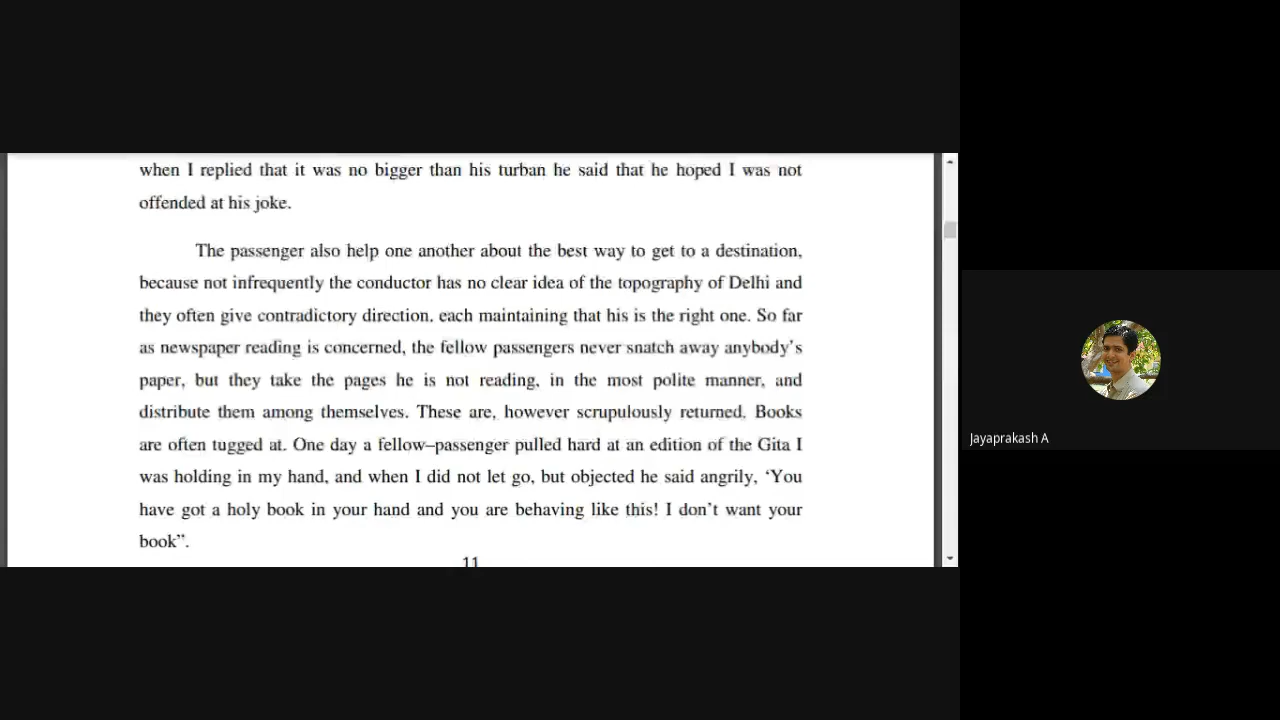 when I replied that it was no bigger than his turban he said that he hoped I was not
offended at his joke.
The passenger also help one another about the best way to get to a destination,
because not infrequently the conductor has no clear idea of the topography of Delhi and
they often give contradictory direction, each maintaining that his is the right one. So far
as newspaper reading is concerned, the fellow passengers never snatch away anybody's
paper, but they take the pages he is not reading, in the most polite manner, and
distribute them among themselves. These are, however scrupulously returned. Books
are often tugged at. One day a fellow–passenger pulled hard at an edition of the Gita I
was holding in my hand, and when I did not let go, but objected he said angrily, ‘You
have got a holy book in your hand and you are behaving like this! I don't want your
book”.
11
Jayaprakash A